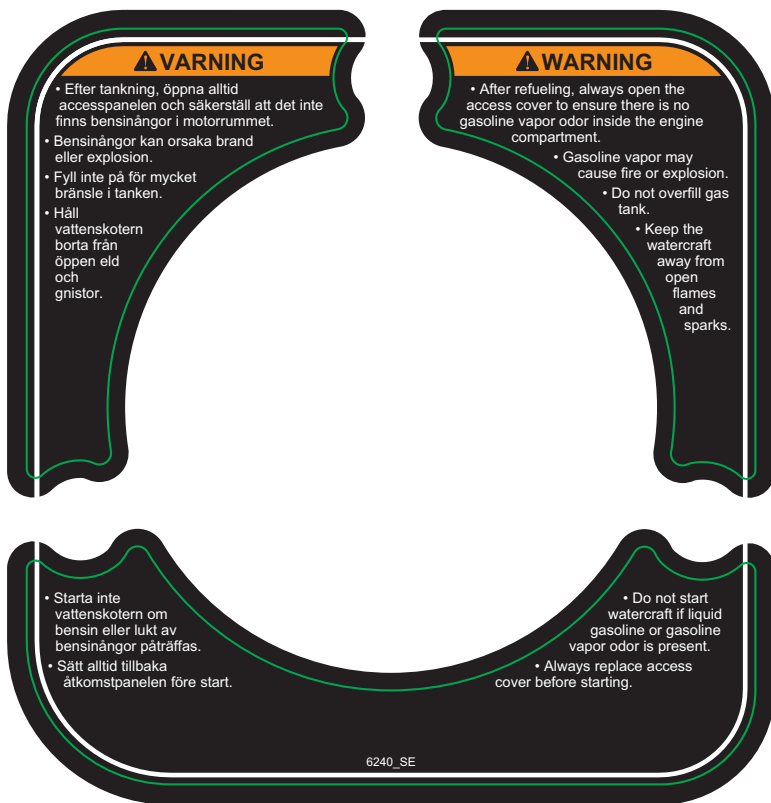 VARNING
• Efter tankning, öppna alltid
accesspanelen och säkerställ att det inte
finns bensinångor i motorrummet.
• Bensinångor kan orsaka brand
eller explosion.
• Fyll inte på för mycket
bränsle i tanken.
• Håll
vattenskotern
borta från
öppen eld
och
gnistor.
WARNING
• After refueling, always open the
access cover to ensure there is no
gasoline vapor odor inside the engine
compartment.
• Gasoline vapor may
cause fire or explosion.
• Do not overfill gas
tank.
• Keep the
watercraft
away from
open
flames
and
sparks.
• Starta inte
vattenskotern om
bensin eller lukt av
bensinångor påträffas.
• Sätt alltid tillbaka
åtkomstpanelen före start.
• Do not start
watercraft if liquid
gasoline or gasoline
vapor odor is present.
• Always replace access
cover before starting.
6240_SE